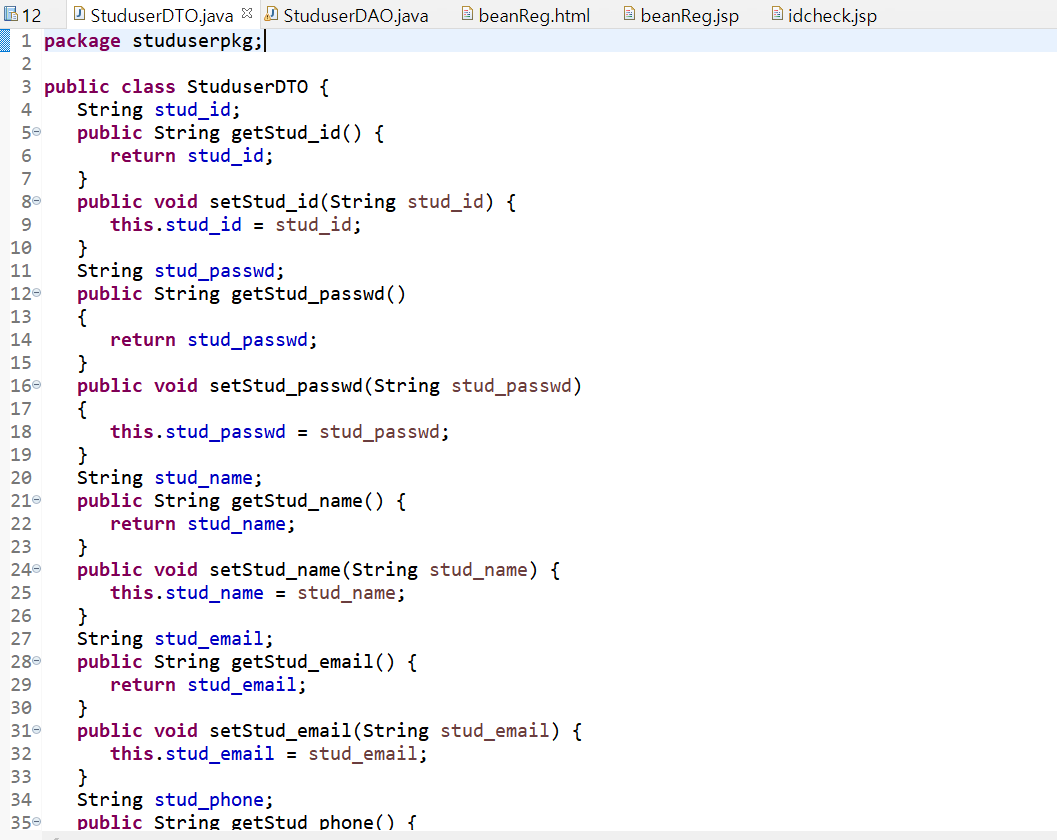 12 StuduserDTO.java StuduserDAO.java beanReg.html beanReg.jsp idcheck.jsp
1 package studuserpkg;
2
3 public class StuduserDTO {
4 String stud_id;
5 public String getStud_id() {
6 return stud_id;
7 }
8 public void setStud_id(String stud_id) {
9 this.stud_id = stud_id;
10 }
11 String stud_passwd;
12 public String getStud_passwd()
13 {
14 return stud_passwd;
15 }
16 public void setStud_passwd(String stud_passwd)
17 {
18 this.stud_passwd = stud_passwd;
19 }
20 String stud_name;
21 public String getStud_name() {
22 return stud_name;
23 }
24 public void setStud_name(String stud_name) {
25 this.stud_name = stud_name;
26 }
27 String stud_email;
28 public String getStud_email() {
29 return stud_email;
30 }
31 public void setStud_email(String stud_email) {
32 this.stud_email = stud_email;
33 }
34 String stud_phone;
35 public String getStud_phone() {